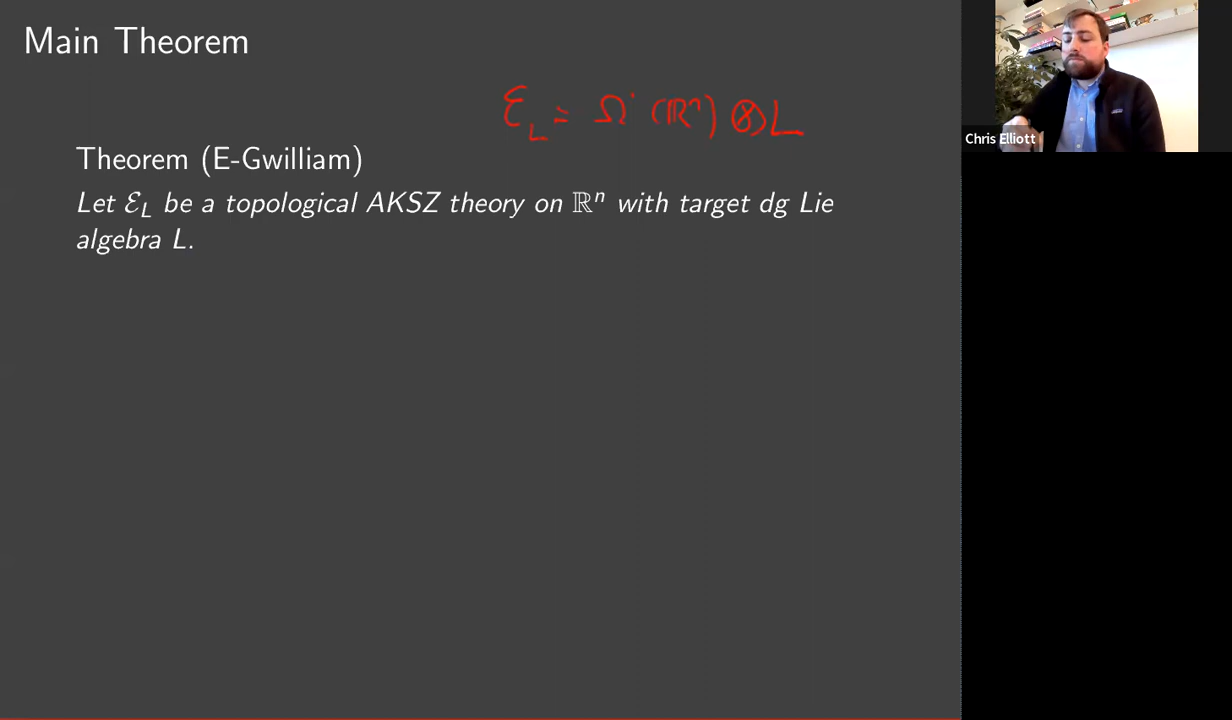 Main Theorem
ℰ_L = Ω^•(ℝⁿ) ⊗ L
Theorem (E-Gwilliam)
Let ℰ_L be a topological AKSZ theory on ℝⁿ with target dg Lie
algebra L.
Chris Elliott